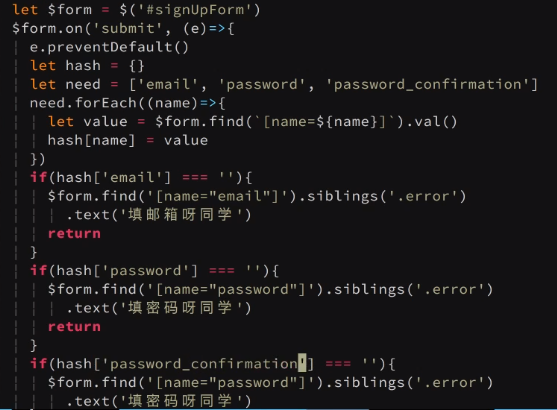 let $form = $('#signUpForm')
$form.on('submit', (e)=>{
e.preventDefault()
let hash = {}
let need = ['email', 'password', 'password_confirmation']
need.forEach((name)=>{
let value = $form.find(`[name=${name}]`).val()
hash[name] = value
})
if(hash['email'] === ''){
$form.find('[name="email"]').siblings('.error')
.text('填邮箱呀同学')
return
}
if(hash['password'] === ''){
$form.find('[name="password"]').siblings('.error')
.text('填密码呀同学')
return
}
if(hash['password_confirmation'] === ''){
$form.find('[name="password"]').siblings('.error')
.text('填密码呀同学')